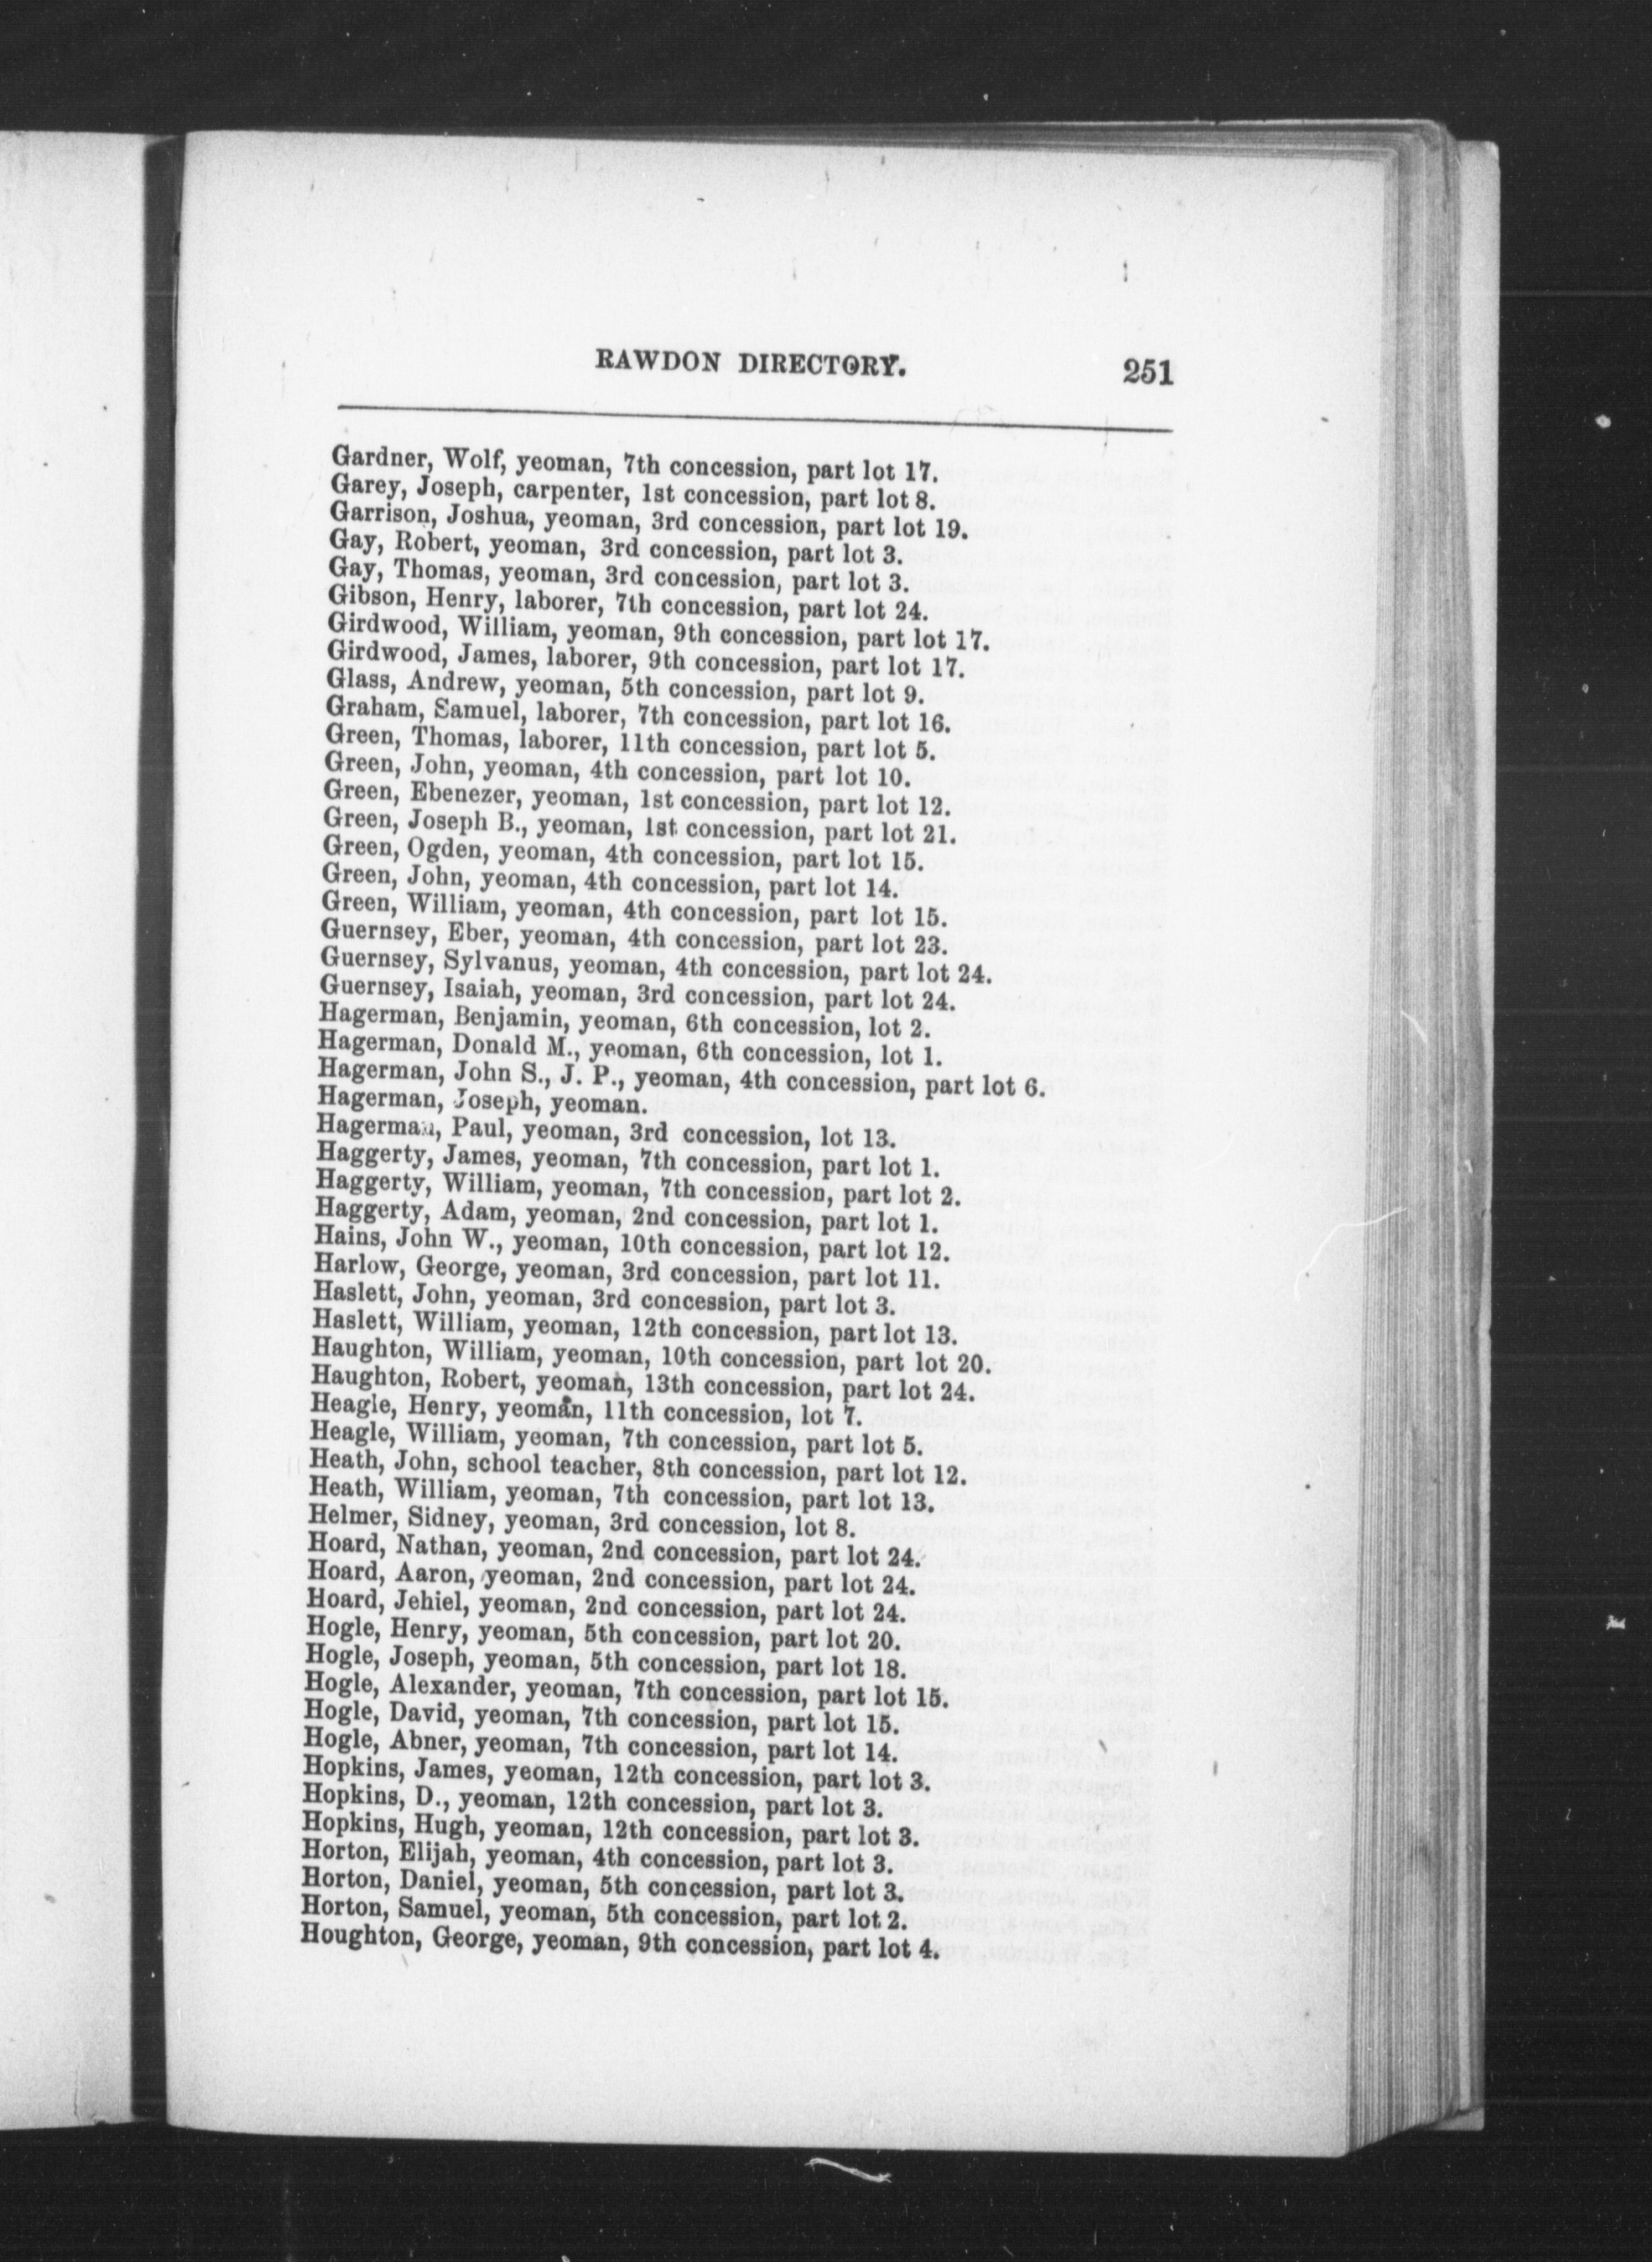 RAWDON DIRECTORY. 251
Gardner, Wolf, yeoman, 7th concession, part lot 17.
Garey, Joseph, carpenter, 1st concession, part lot 8.
Garrison, Joshua, yeoman, 3rd concession, part lot 19.
Gay, Robert, yeoman, 3rd concession, part lot 3.
Gay, Thomas, yeoman, 3rd concession, part lot 3.
Gibson, Henry, laborer, 7th concession, part lot 24.
Girdwood, William, yeoman, 9th concession, part lot 17.
Girdwood, James, laborer, 9th concession, part lot 17.
Glass, Andrew, yeoman, 5th concession, part lot 9.
Graham, Samuel, laborer, 7th concession, part lot 16.
Green, Thomas, laborer, 11th concession, part lot 5.
Green, John, yeoman, 4th concession, part lot 10.
Green, Ebenezer, yeoman, 1st concession, part lot 12.
Green, Joseph B., yeoman, 1st concession, part lot 21.
Green, Ogden, yeoman, 4th concession, part lot 15.
Green, John, yeoman, 4th concession, part lot 14.
Green, William, yeoman, 4th concession, part lot 15.
Guernsey, Eber, yeoman, 4th concession, part lot 23.
Guernsey, Sylvanus, yeoman, 4th concession, part lot 24.
Guernsey, Isaiah, yeoman, 3rd concession, part lot 24.
Hagerman, Benjamin, yeoman, 6th concession, lot 2.
Hagerman, Donald M., yeoman, 6th concession, lot 1.
Hagerman, John S., J. P., yeoman, 4th concession, part lot 6.
Hagerman, Joseph, yeoman.
Hagerman, Paul, yeoman, 3rd concession, lot 13.
Haggerty, James, yeoman, 7th concession, part lot 1.
Haggerty, William, yeoman, 7th concession, part lot 2.
Haggerty, Adam, yeoman, 2nd concession, part lot 1.
Hains, John W., yeoman, 10th concession, part lot 12.
Harlow, George, yeoman, 3rd concession, part lot 11.
Haslett, John, yeoman, 3rd concession, part lot 3.
Haslett, William, yeoman, 12th concession, part lot 13.
Haughton, William, yeoman, 10th concession, part lot 20.
Haughton, Robert, yeoman, 13th concession, part lot 24.
Heagle, Henry, yeoman, 11th concession, lot 7.
Heagle, William, yeoman, 7th concession, part lot 5.
Heath, John, school teacher, 8th concession, part lot 12.
Heath, William, yeoman, 7th concession, part lot 13.
Helmer, Sidney, yeoman, 3rd concession, lot 8.
Hoard, Nathan, yeoman, 2nd concession, part lot 24.
Hoard, Aaron, yeoman, 2nd concession, part lot 24.
Hoard, Jehiel, yeoman, 2nd concession, part lot 24.
Hogle, Henry, yeoman, 5th concession, part lot 20.
Hogle, Joseph, yeoman, 5th concession, part lot 18.
Hogle, Alexander, yeoman, 7th concession, part lot 15.
Hogle, David, yeoman, 7th concession, part lot 15.
Hogle, Abner, yeoman, 7th concession, part lot 14.
Hopkins, James, yeoman, 12th concession, part lot 3.
Hopkins, D., yeoman, 12th concession, part lot 3.
Hopkins, Hugh, yeoman, 12th concession, part lot 3.
Horton, Elijah, yeoman, 4th concession, part lot 3.
Horton, Daniel, yeoman, 5th concession, part lot 3.
Horton, Samuel, yeoman, 5th concession, part lot 2.
Houghton, George, yeoman, 9th concession, part lot 4.